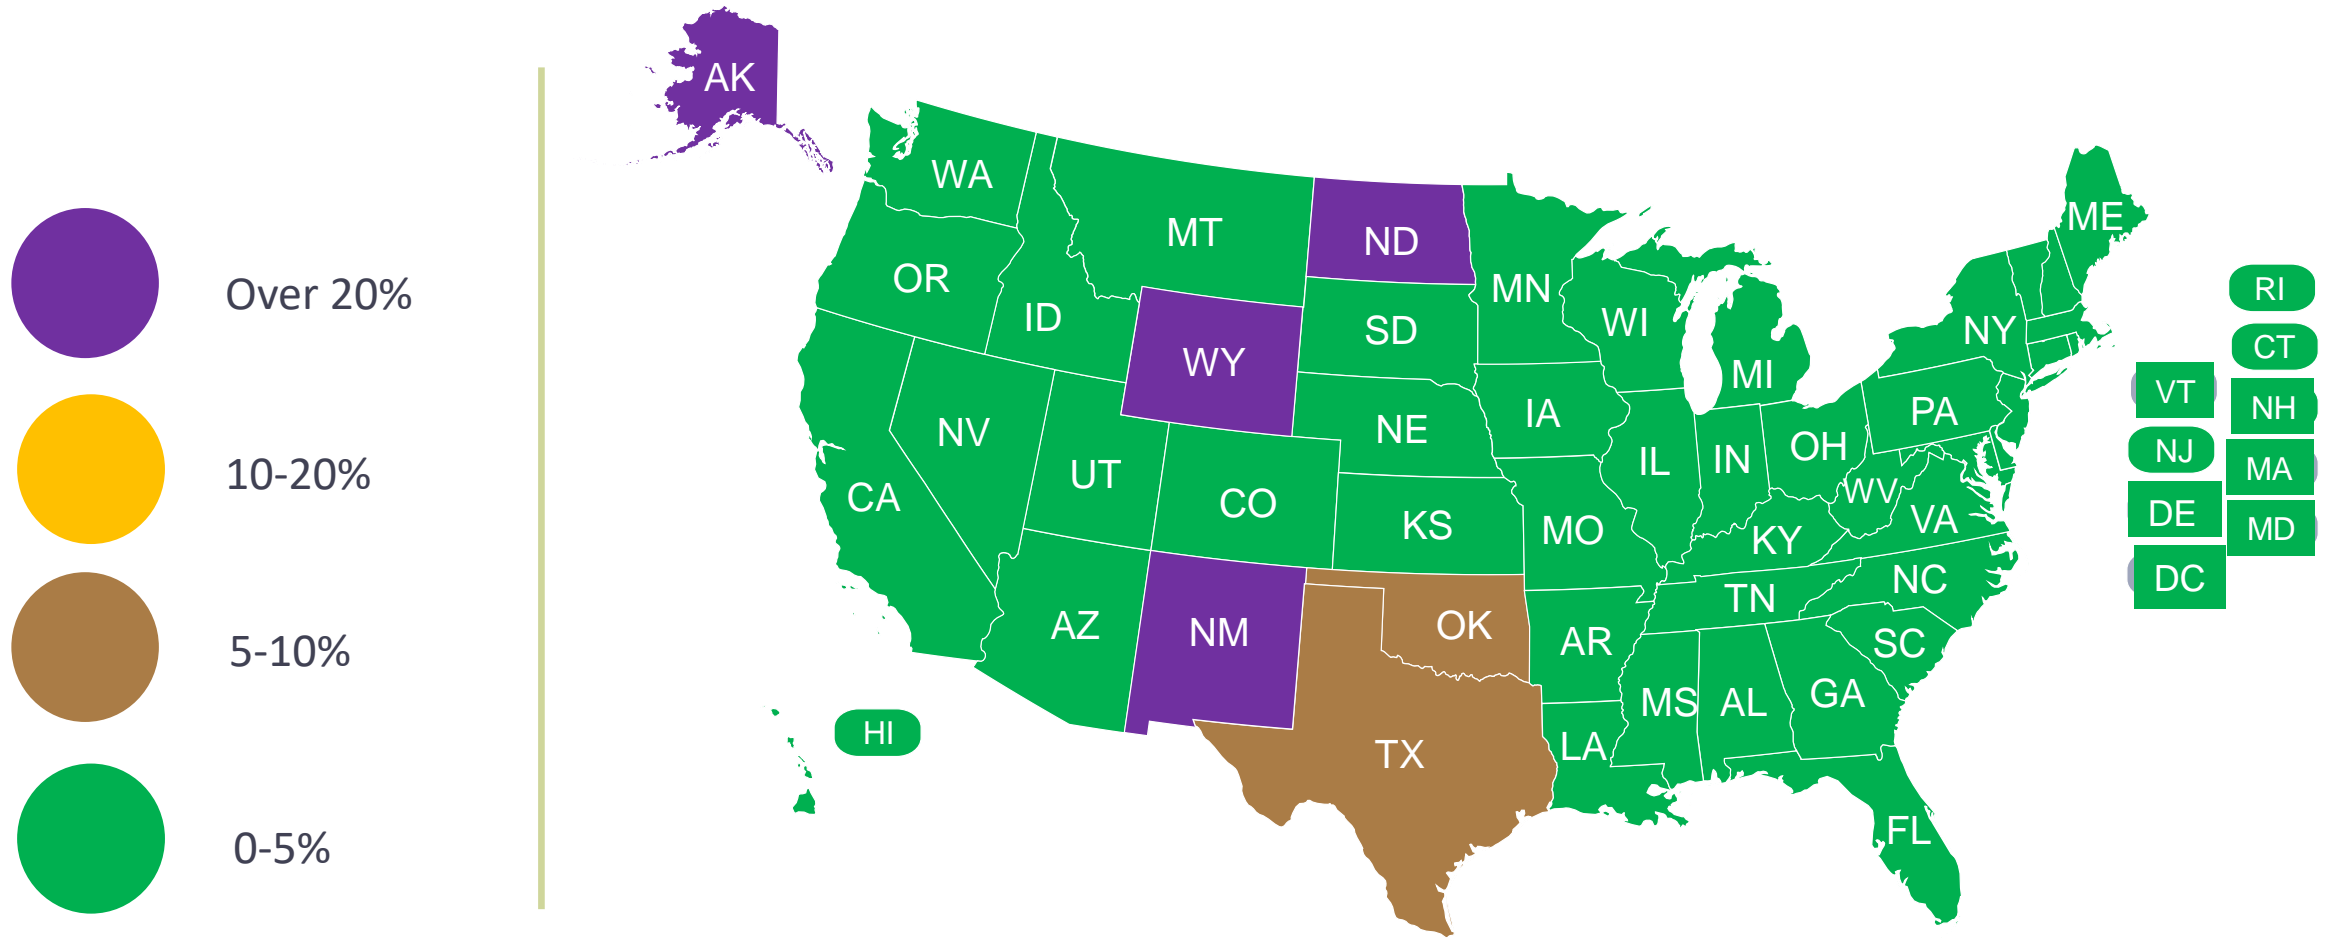 Over 20%
10-20%
5-10%
0-5%
AK
WA
MT
ND
MN
ME
OR
ID
WY
SD
WI
MI
NY
RI
CT
VT
NH
NV
UT
CO
NE
IA
IL
IN
OH
PA
NJ
MA
CA
KS
MO
KY
WV
VA
DE
MD
DC
AZ
NM
OK
AR
TN
NC
SC
HI
TX
LA
MS
AL
GA
FL